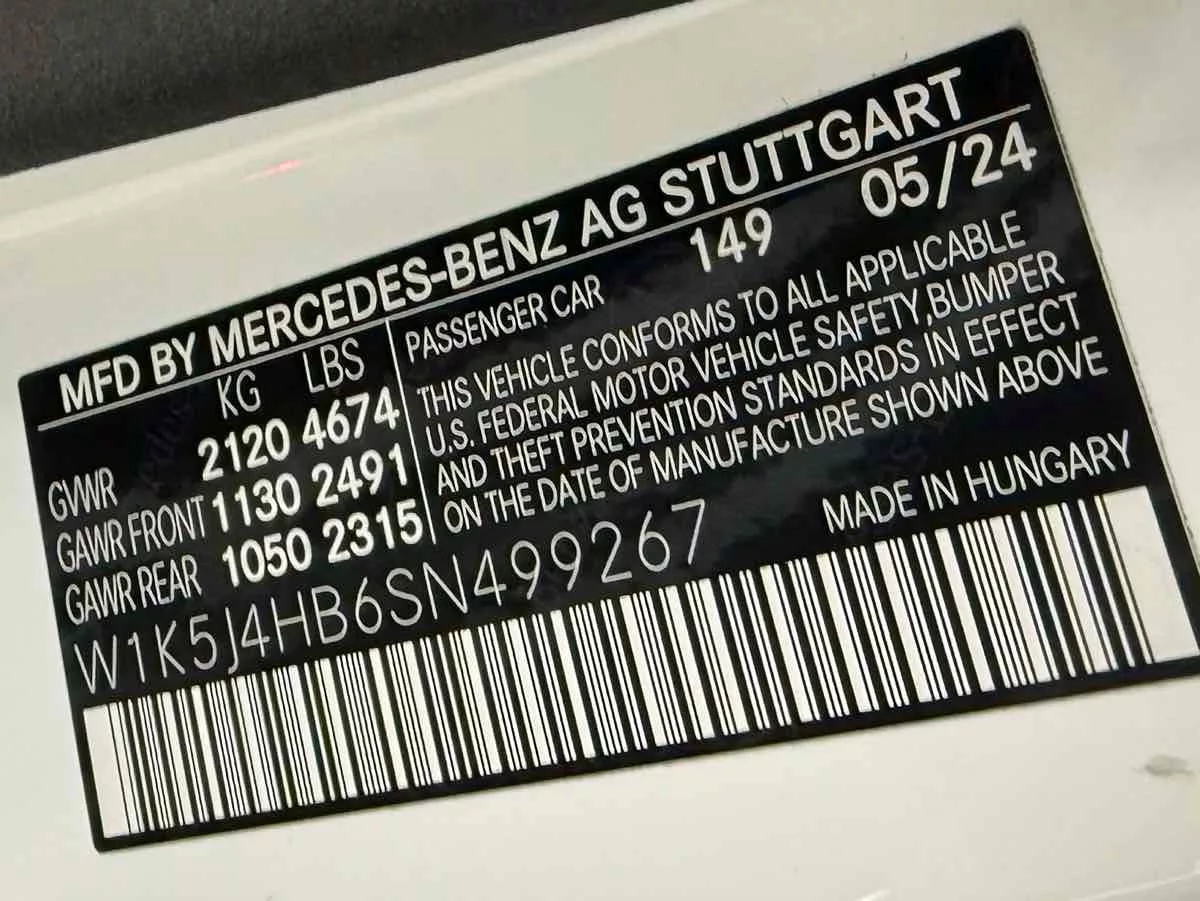 MFD BY MERCEDES-BENZ AG STUTTGART
KG LBS
GVWR 2120 4674
GAWR FRONT 1130 2491
GAWR REAR 1050 2315
PASSENGER CAR 149 05/24
THIS VEHICLE CONFORMS TO ALL APPLICABLE
U.S. FEDERAL MOTOR VEHICLE SAFETY,BUMPER
AND THEFT PREVENTION STANDARDS IN EFFECT
ON THE DATE OF MANUFACTURE SHOWN ABOVE
W1K5J4HB6SN499267 MADE IN HUNGARY